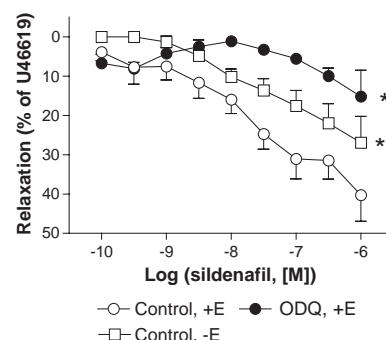 Relaxation (% of U46619)
0
10
20
30
40
50
*
*
-10 -9 -8 -7 -6
Log (sildenafil, [M])
Control, +E ODQ, +E
Control, -E